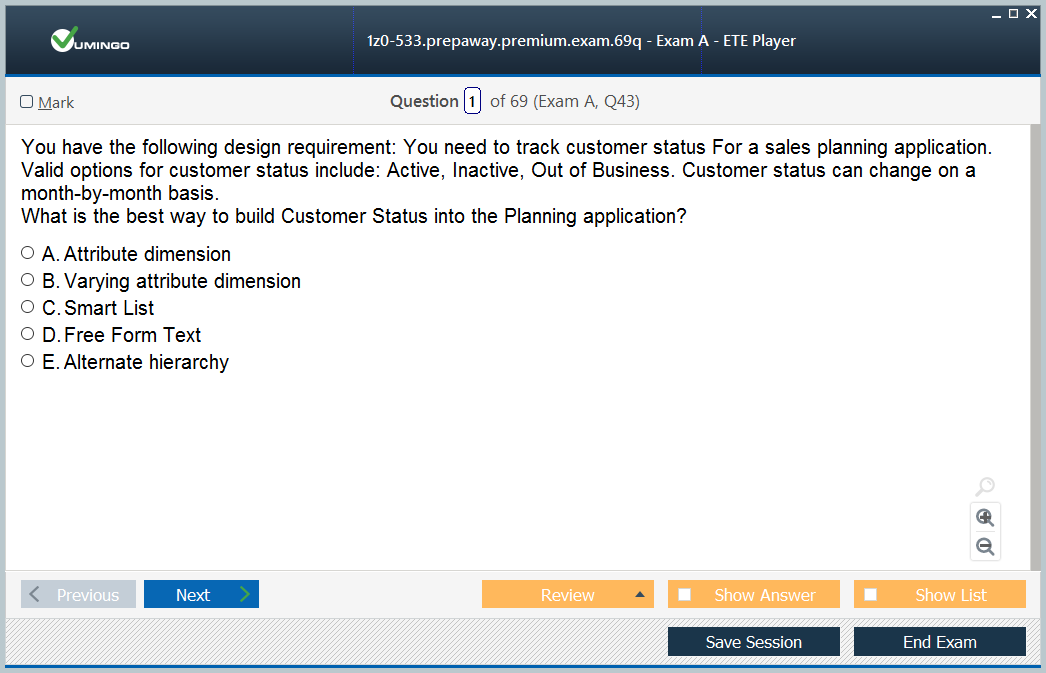 VUMINGO
1z0-533.prepaway.premium.exam.69q - Exam A - ETE Player
Mark
Question 1 of 69 (Exam A, Q43)
You have the following design requirement: You need to track customer status For a sales planning application.
Valid options for customer status include: Active, Inactive, Out of Business. Customer status can change on a
month-by-month basis.
What is the best way to build Customer Status into the Planning application?
A. Attribute dimension
B. Varying attribute dimension
C. Smart List
D. Free Form Text
E. Alternate hierarchy
Previous
Next
Review
Show Answer
Show List
Save Session
End Exam